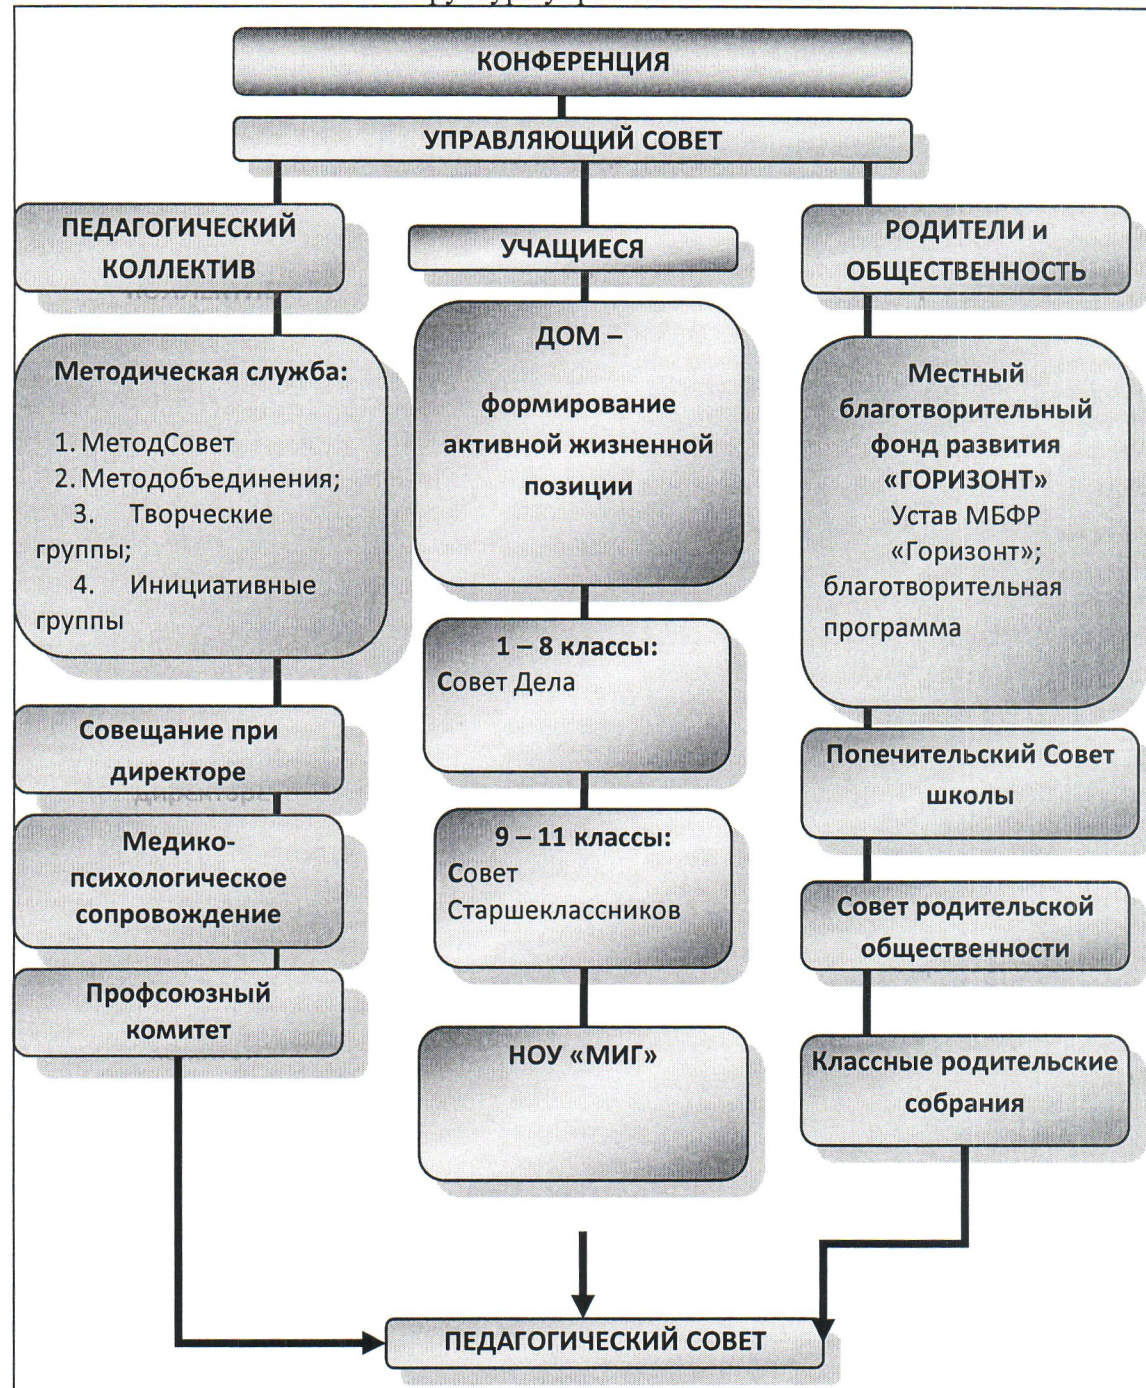 КОНФЕРЕНЦИЯ
УПРАВЛЯЮЩИЙ СОВЕТ
ПЕДАГОГИЧЕСКИЙ
КОЛЛЕКТИВ
Методическая служба:
1. МетодСовет
2. Методобъединения;
3. Творческие
группы;
4. Инициативные
группы
Совещание при
директоре
Медико-
психологическое
сопровождение
Профсоюзный
комитет
УЧАЩИЕСЯ
ДОМ –
формирование
активной жизненной
позиции
1 – 8 классы:
Совет Дела
9 – 11 классы:
Совет
Старшеклассников
НОУ «МИГ»
РОДИТЕЛИ и
ОБЩЕСТВЕННОСТЬ
Местный
благотворительный
фонд развития
«ГОРИЗОНТ»
Устав МБФР
«Горизонт»;
благотворительная
программа
Попечительский Совет
школы
Совет родительской
общественности
Классные родительские
собрания
ПЕДАГОГИЧЕСКИЙ СОВЕТ